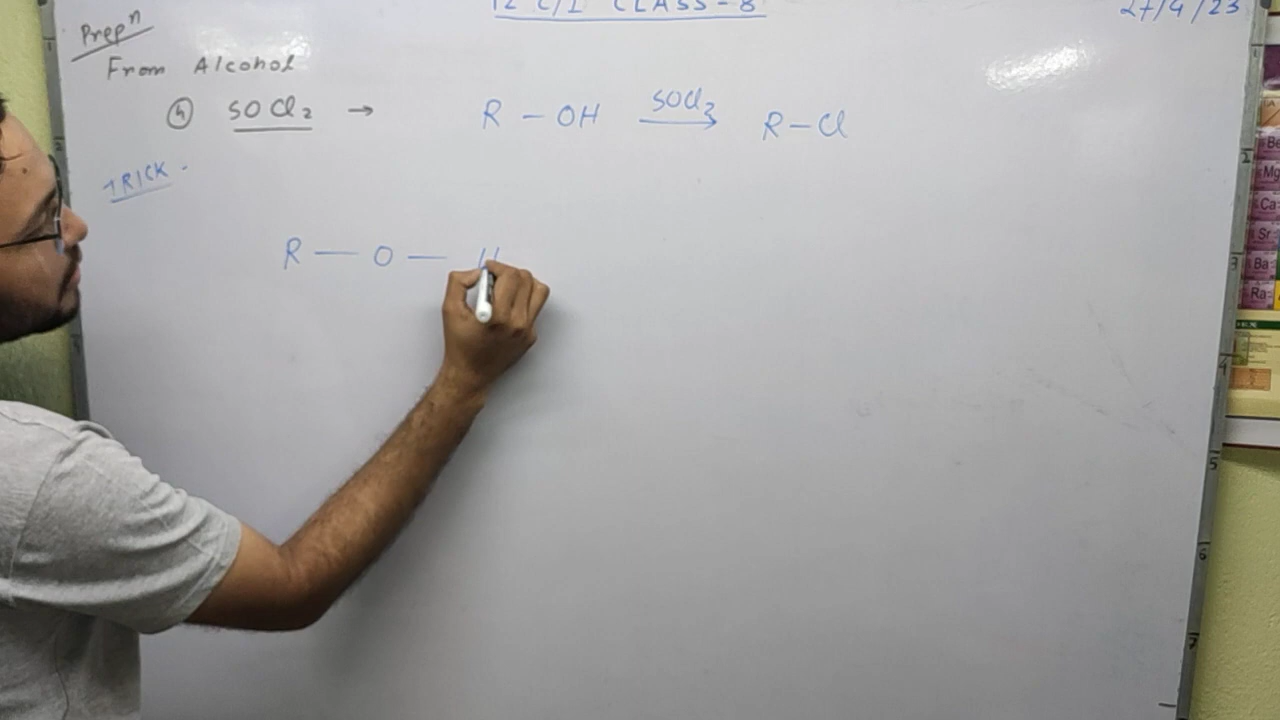 12 C/L CLASS-8
27/4/23
Prepⁿ
From Alcohol
④ SOCl₂ → R - OH SOCl₂ → R-Cl
TRICK -
R — O — H
Be
Mg
Ca
Sr
Ba
Ra